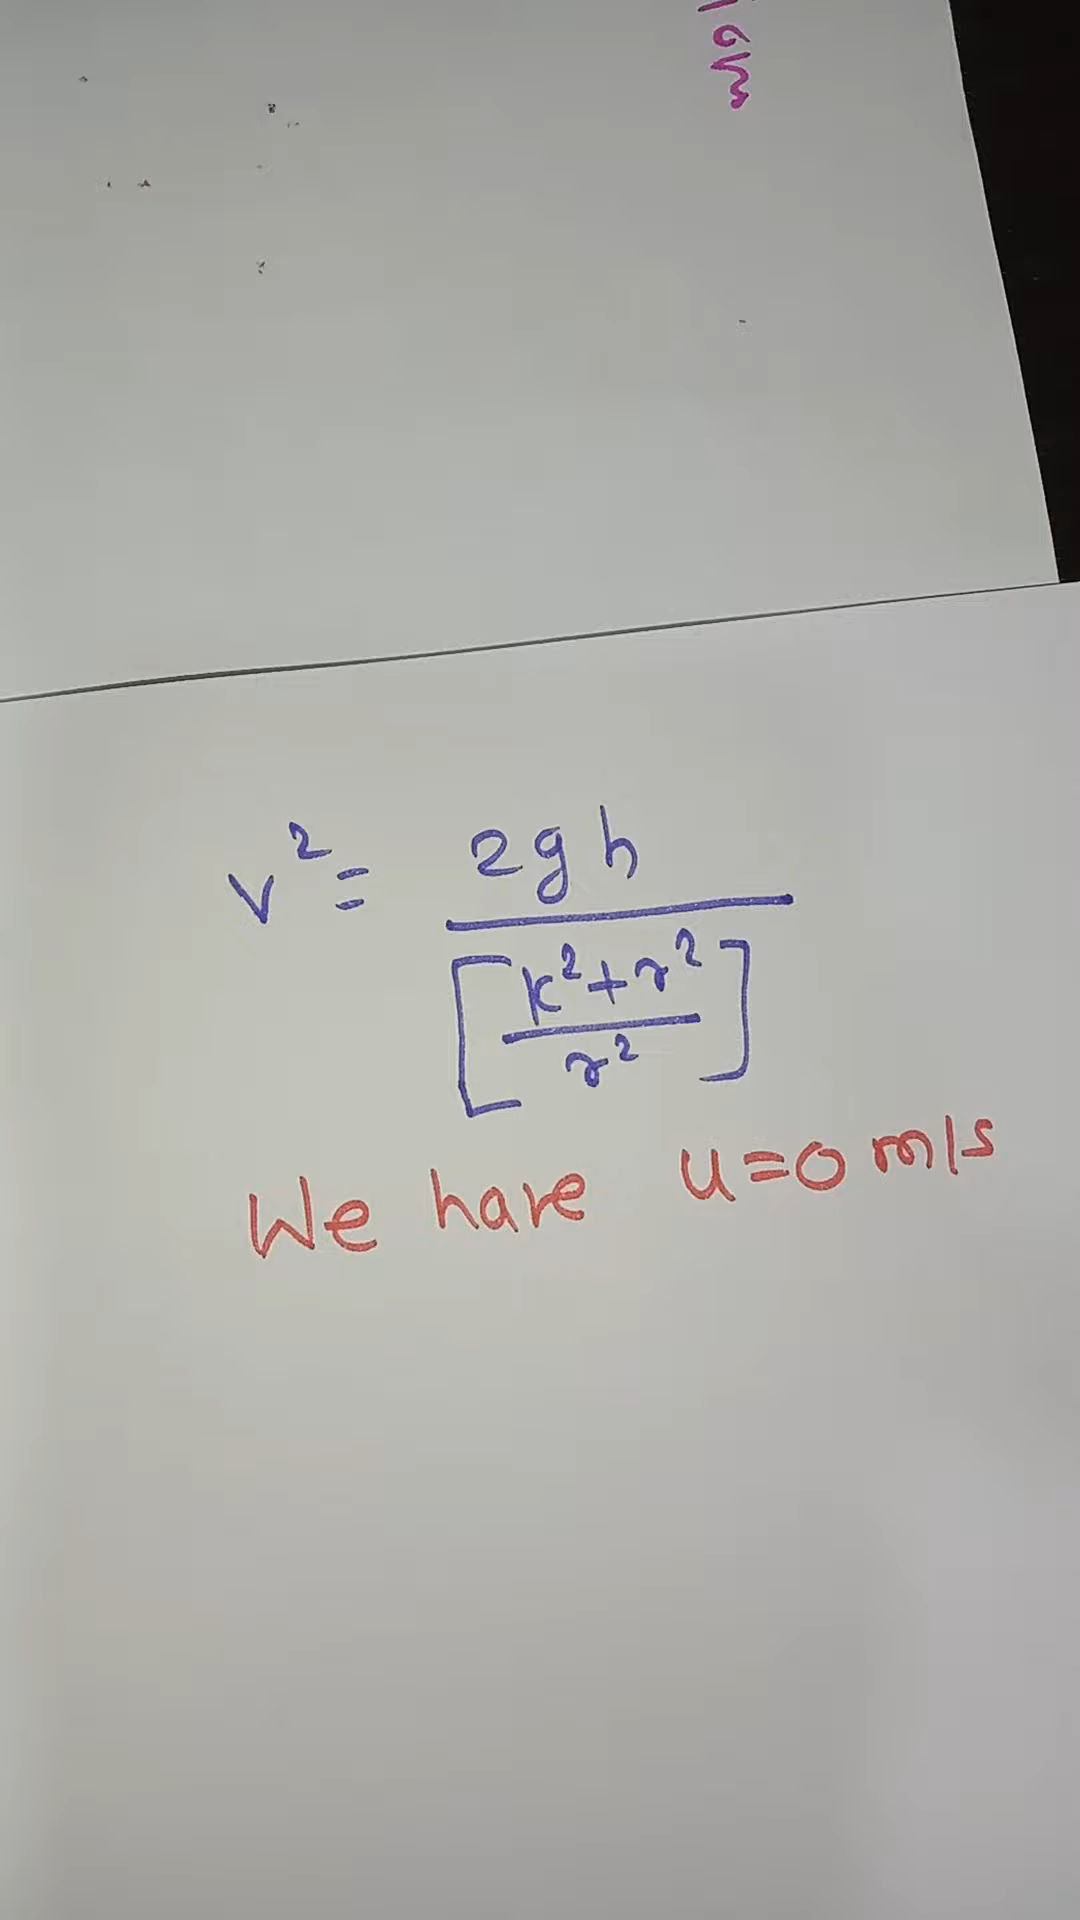 v² = 2gh / [k²+r² / r²]
We have u=0 m/s